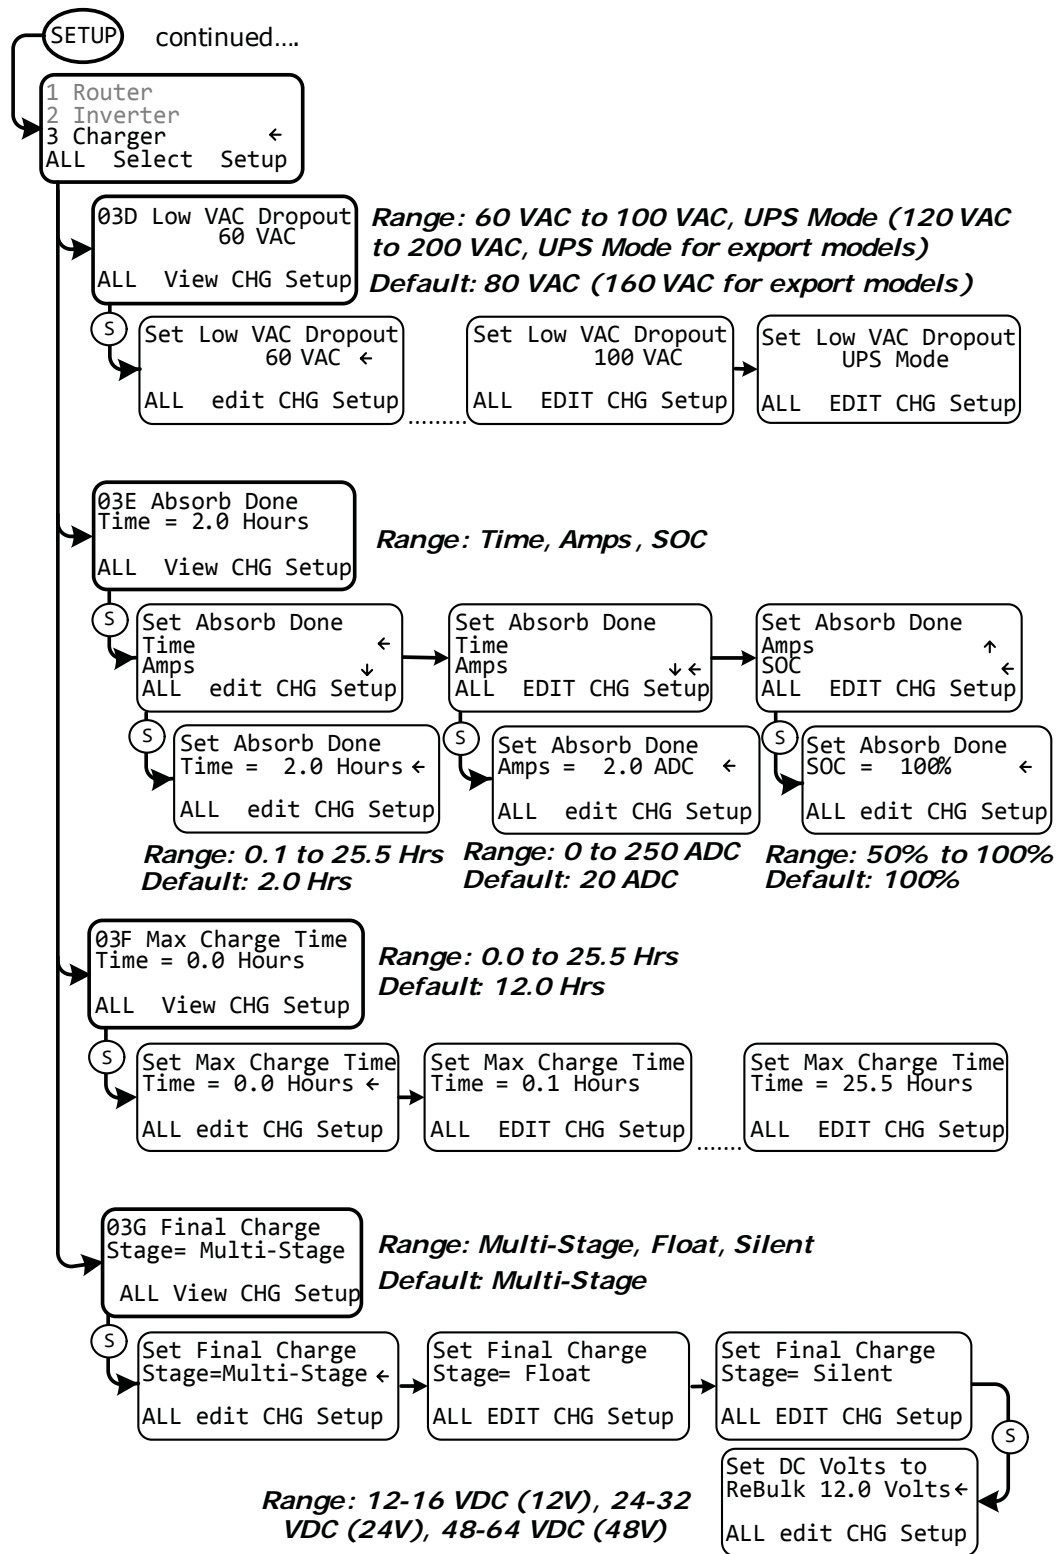 SETUP continued....
1 Router
2 Inverter
3 Charger ←
ALL Select Setup
03D Low VAC Dropout
60 VAC
ALL View CHG Setup
Range: 60 VAC to 100 VAC, UPS Mode (120 VAC
to 200 VAC, UPS Mode for export models)
Default: 80 VAC (160 VAC for export models)
S
Set Low VAC Dropout
60 VAC ←
ALL edit CHG Setup
.........
Set Low VAC Dropout
100 VAC
ALL EDIT CHG Setup
Set Low VAC Dropout
UPS Mode
ALL EDIT CHG Setup
03E Absorb Done
Time = 2.0 Hours
ALL View CHG Setup
Range: Time, Amps, SOC
S
Set Absorb Done
Time ←
Amps ↓
ALL edit CHG Setup
Set Absorb Done
Time
Amps ↓ ←
ALL EDIT CHG Setup
Set Absorb Done
Amps ↑
SOC ←
ALL EDIT CHG Setup
S
Set Absorb Done
Time = 2.0 Hours ←
ALL edit CHG Setup
S
Set Absorb Done
Amps = 2.0 ADC ←
ALL edit CHG Setup
S
Set Absorb Done
SOC = 100% ←
ALL edit CHG Setup
Range: 0.1 to 25.5 Hrs
Default: 2.0 Hrs
Range: 0 to 250 ADC
Default: 20 ADC
Range: 50% to 100%
Default: 100%
03F Max Charge Time
Time = 0.0 Hours
ALL View CHG Setup
Range: 0.0 to 25.5 Hrs
Default: 12.0 Hrs
S
Set Max Charge Time
Time = 0.0 Hours ←
ALL edit CHG Setup
Set Max Charge Time
Time = 0.1 Hours
ALL EDIT CHG Setup
.......
Set Max Charge Time
Time = 25.5 Hours
ALL EDIT CHG Setup
03G Final Charge
Stage= Multi-Stage
ALL View CHG Setup
Range: Multi-Stage, Float, Silent
Default: Multi-Stage
S
Set Final Charge
Stage=Multi-Stage ←
ALL edit CHG Setup
Set Final Charge
Stage= Float
ALL EDIT CHG Setup
Set Final Charge
Stage= Silent
ALL EDIT CHG Setup
S
Set DC Volts to
ReBulk 12.0 Volts←
ALL edit CHG Setup
Range: 12-16 VDC (12V), 24-32
VDC (24V), 48-64 VDC (48V)